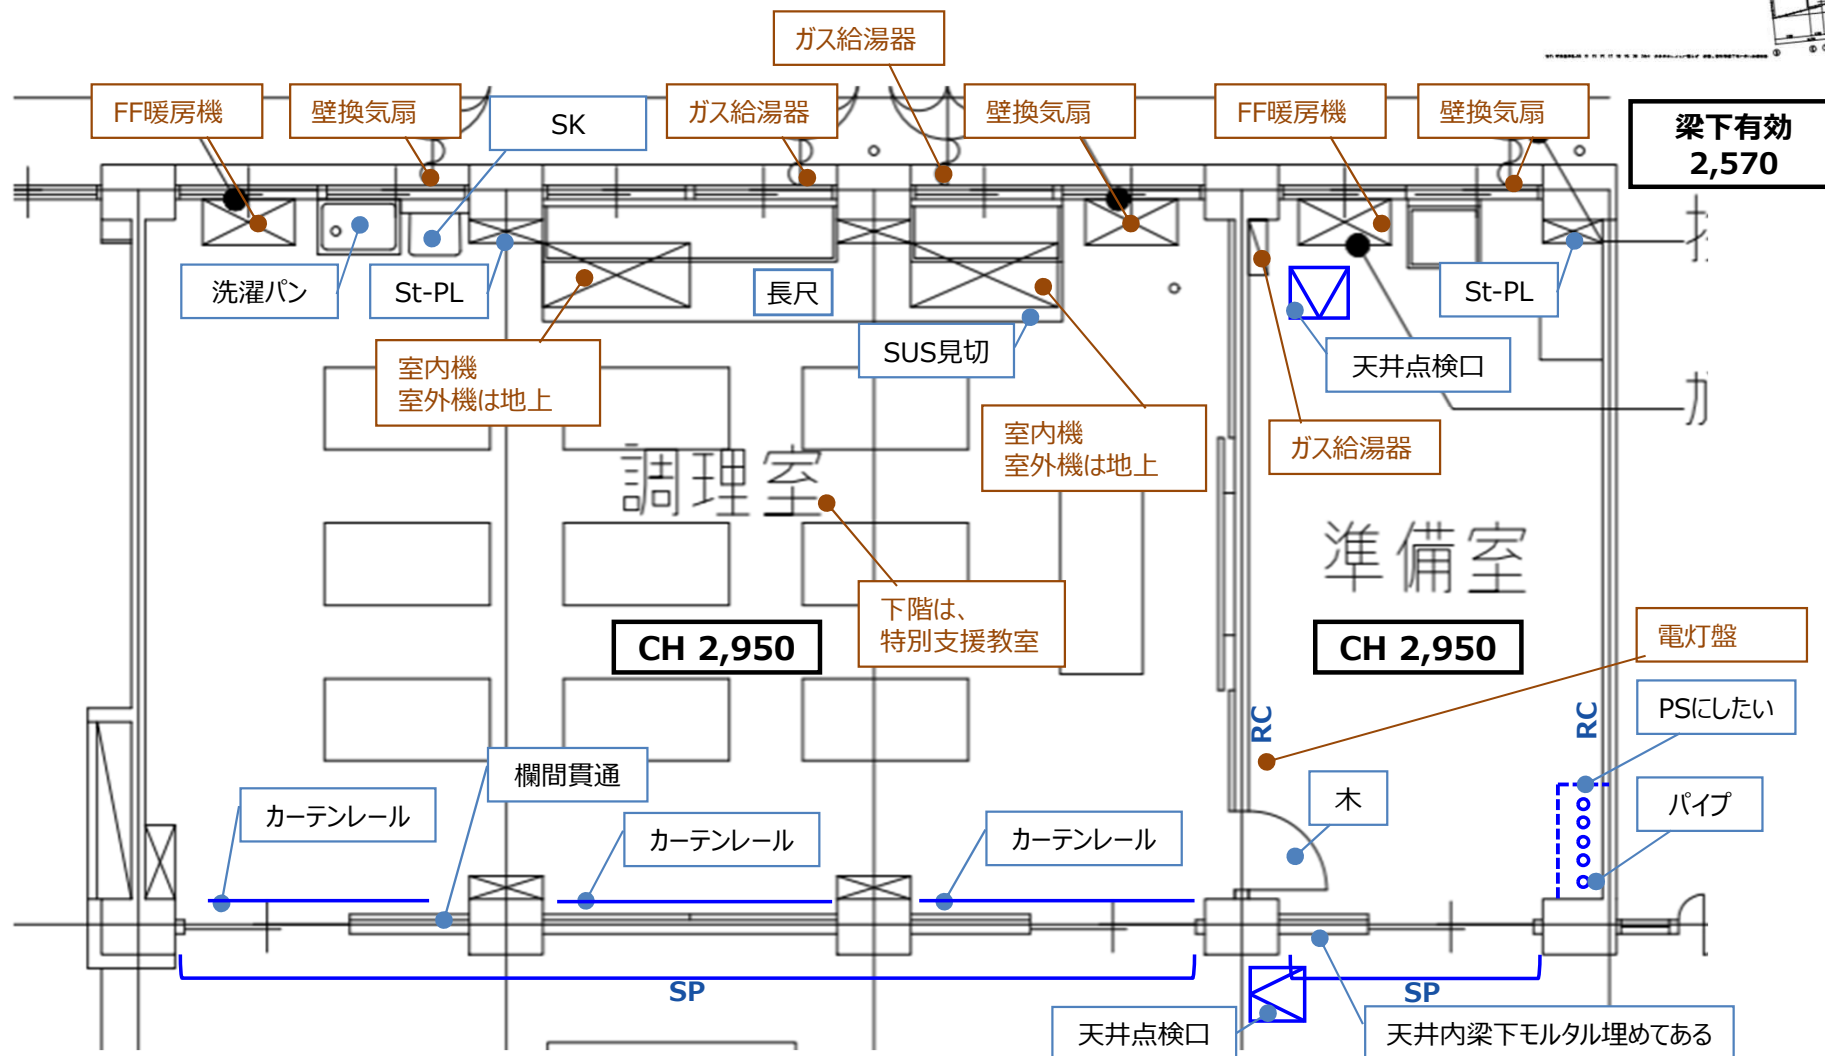 ガス給湯器
FF暖房機
壁換気扇
SK
ガス給湯器
壁換気扇
FF暖房機
壁換気扇
梁下有効
2,570
洗濯パン
St-PL
長尺
St-PL
SUS見切
天井点検口
室内機
室外機は地上
室内機
室外機は地上
ガス給湯器
調理室
準備室
下階は、
特別支援教室
CH 2,950
CH 2,950
電灯盤
RC
RC
PSにしたい
欄間貫通
木
パイプ
カーテンレール
カーテンレール
カーテンレール
SP
SP
天井点検口
天井内梁下モルタル埋めてある